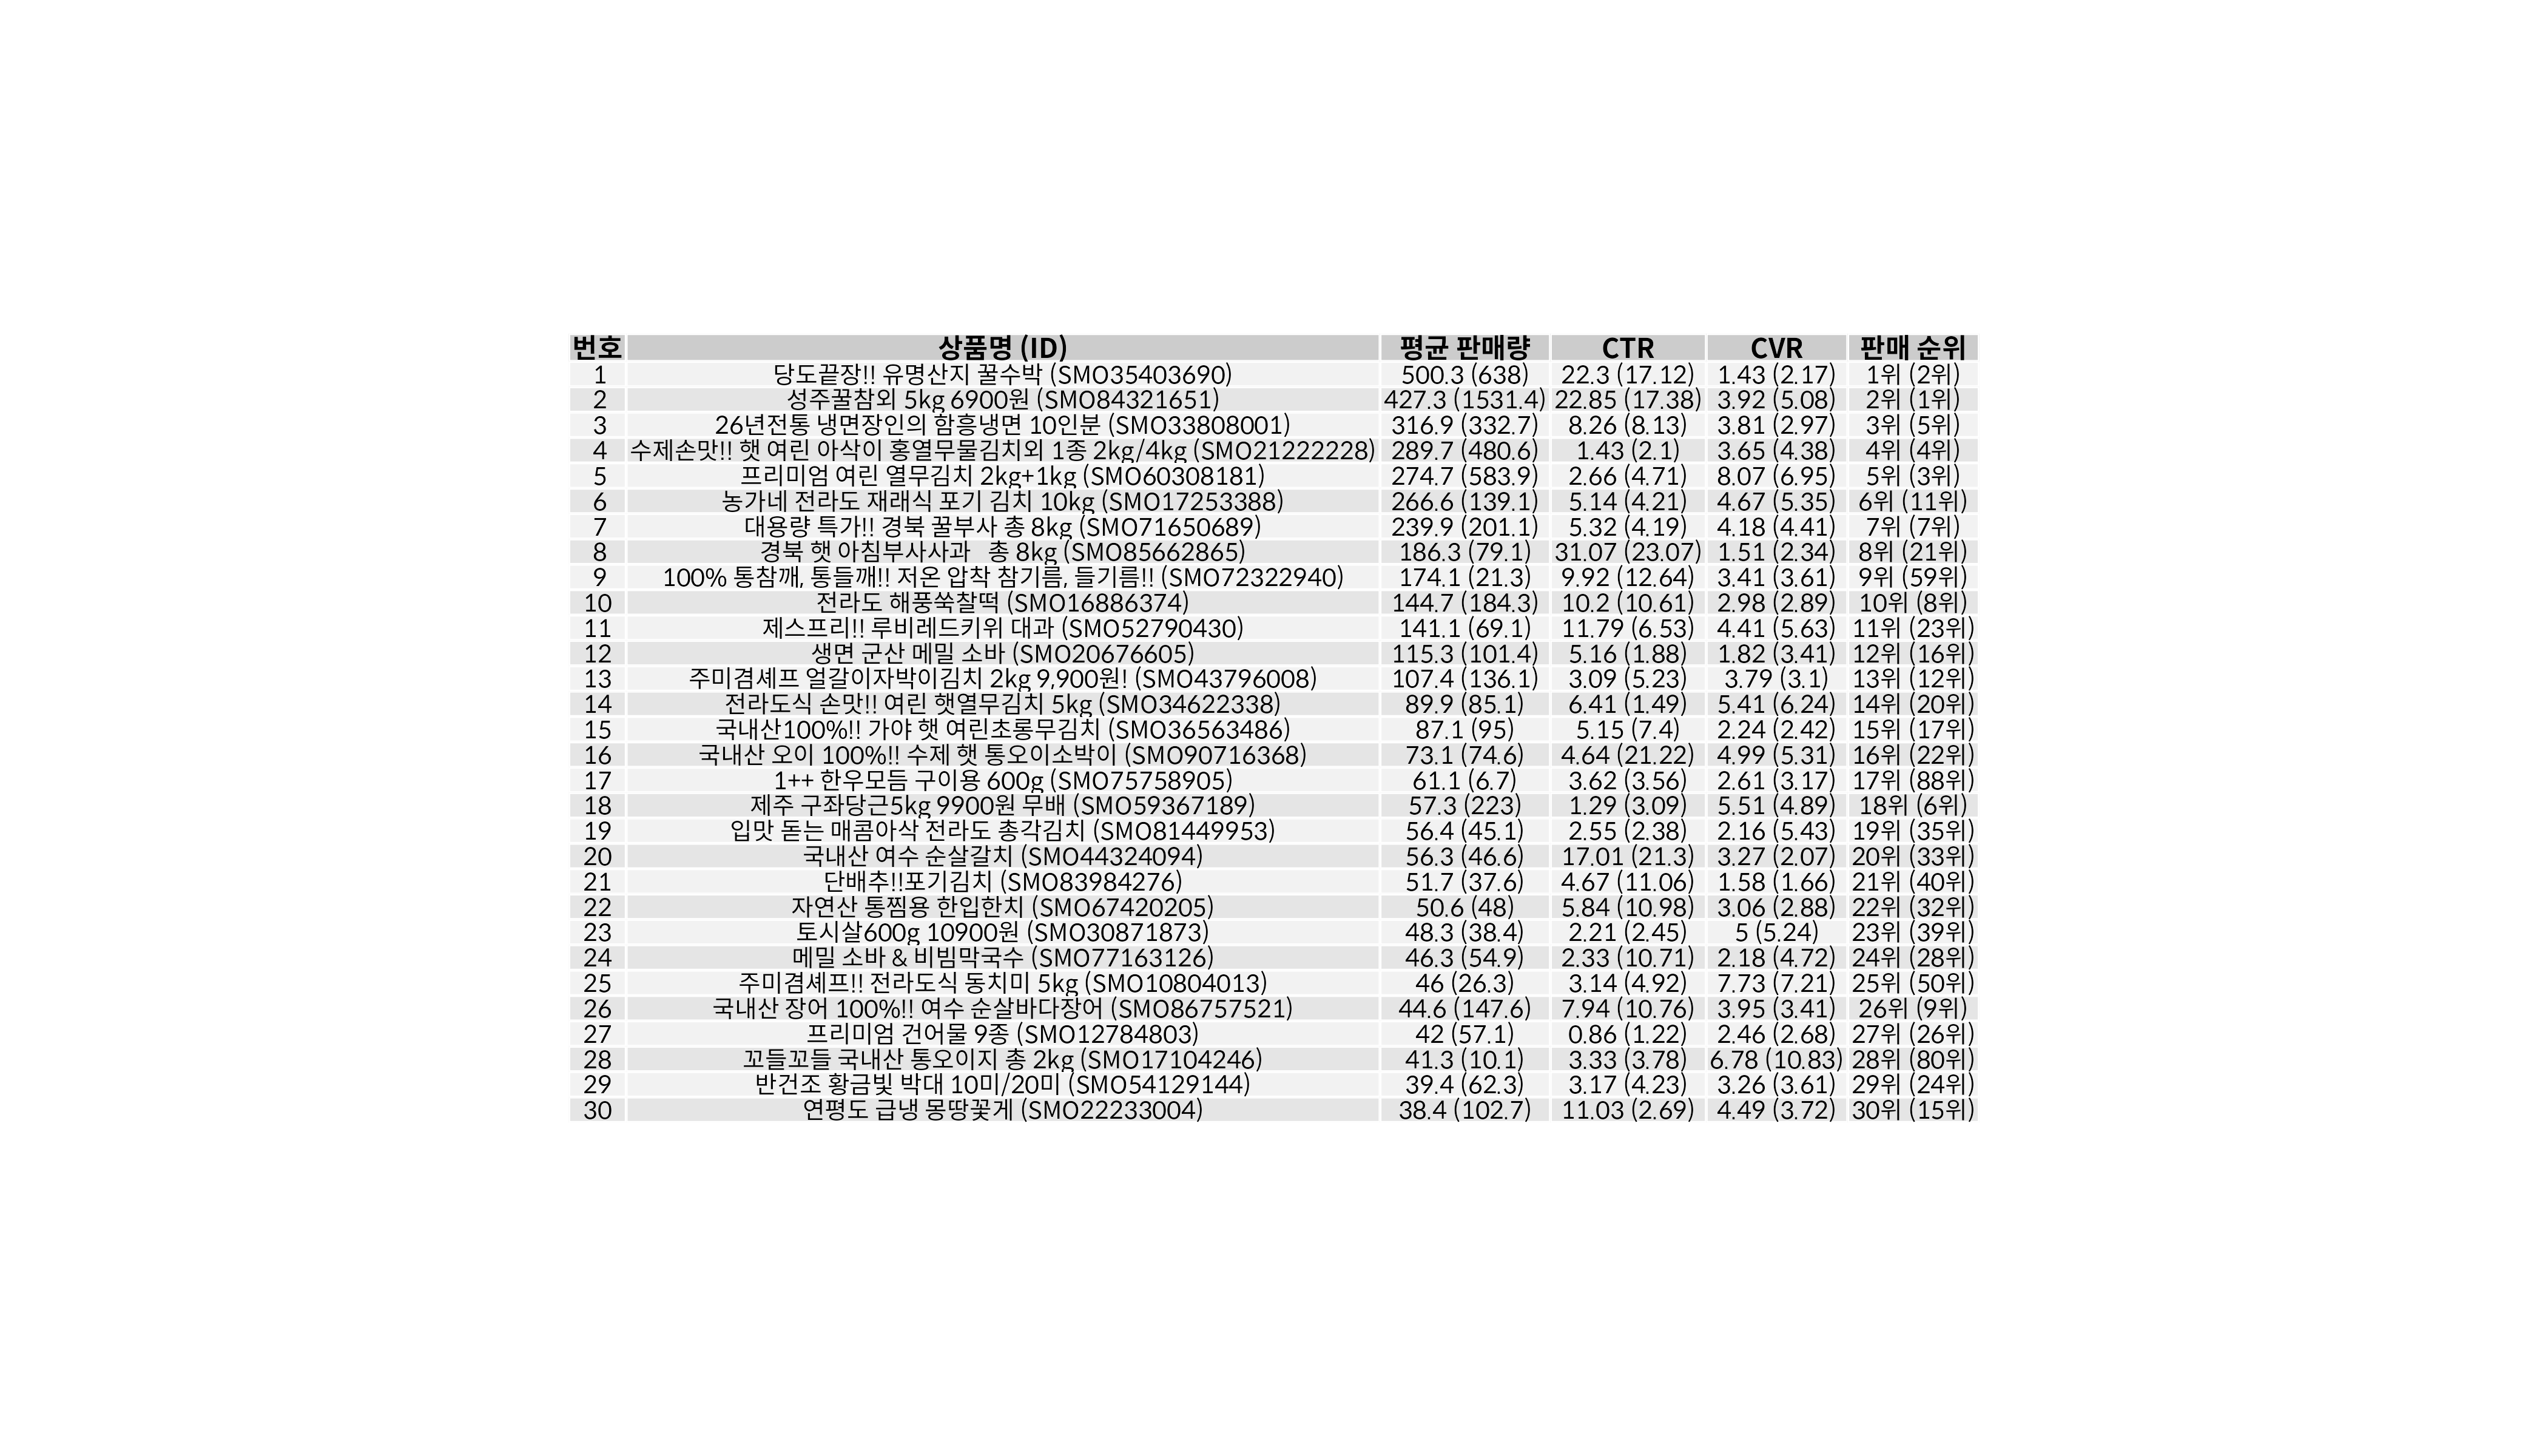 번호 상품명 (ID) 평균 판매량 CTR CVR 판매 순위
1 당도끝장!! 유명산지 꿀수박 (SMO35403690) 500.3 (638) 22.3 (17.12) 1.43 (2.17) 1위 (2위)
2 성주꿀참외 5kg 6900원 (SMO84321651) 427.3 (1531.4) 22.85 (17.38) 3.92 (5.08) 2위 (1위)
3 26년전통 냉면장인의 함흥냉면 10인분 (SMO33808001) 316.9 (332.7) 8.26 (8.13) 3.81 (2.97) 3위 (5위)
4 수제손맛!! 햇 여린 아삭이 홍열무물김치외 1종 2kg/4kg (SMO21222228) 289.7 (480.6) 1.43 (2.1) 3.65 (4.38) 4위 (4위)
5 프리미엄 여린 열무김치 2kg+1kg (SMO60308181) 274.7 (583.9) 2.66 (4.71) 8.07 (6.95) 5위 (3위)
6 농가네 전라도 재래식 포기 김치 10kg (SMO17253388) 266.6 (139.1) 5.14 (4.21) 4.67 (5.35) 6위 (11위)
7 대용량 특가!! 경북 꿀부사 총 8kg (SMO71650689) 239.9 (201.1) 5.32 (4.19) 4.18 (4.41) 7위 (7위)
8 경북 햇 아침부사사과 총 8kg (SMO85662865) 186.3 (79.1) 31.07 (23.07) 1.51 (2.34) 8위 (21위)
9 100% 통참깨, 통들깨!! 저온 압착 참기름, 들기름!! (SMO72322940) 174.1 (21.3) 9.92 (12.64) 3.41 (3.61) 9위 (59위)
10 전라도 해풍쑥찰떡 (SMO16886374) 144.7 (184.3) 10.2 (10.61) 2.98 (2.89) 10위 (8위)
11 제스프리!! 루비레드키위 대과 (SMO52790430) 141.1 (69.1) 11.79 (6.53) 4.41 (5.63) 11위 (23위)
12 생면 군산 메밀 소바 (SMO20676605) 115.3 (101.4) 5.16 (1.88) 1.82 (3.41) 12위 (16위)
13 주미겸셰프 얼갈이자박이김치 2kg 9,900원! (SMO43796008) 107.4 (136.1) 3.09 (5.23) 3.79 (3.1) 13위 (12위)
14 전라도식 손맛!! 여린 햇열무김치 5kg (SMO34622338) 89.9 (85.1) 6.41 (1.49) 5.41 (6.24) 14위 (20위)
15 국내산100%!! 가야 햇 여린초롱무김치 (SMO36563486) 87.1 (95) 5.15 (7.4) 2.24 (2.42) 15위 (17위)
16 국내산 오이 100%!! 수제 햇 통오이소박이 (SMO90716368) 73.1 (74.6) 4.64 (21.22) 4.99 (5.31) 16위 (22위)
17 1++ 한우모듬 구이용 600g (SMO75758905) 61.1 (6.7) 3.62 (3.56) 2.61 (3.17) 17위 (88위)
18 제주 구좌당근5kg 9900원 무배 (SMO59367189) 57.3 (223) 1.29 (3.09) 5.51 (4.89) 18위 (6위)
19 입맛 돋는 매콤아삭 전라도 총각김치 (SMO81449953) 56.4 (45.1) 2.55 (2.38) 2.16 (5.43) 19위 (35위)
20 국내산 여수 순살갈치 (SMO44324094) 56.3 (46.6) 17.01 (21.3) 3.27 (2.07) 20위 (33위)
21 단배추!!포기김치 (SMO83984276) 51.7 (37.6) 4.67 (11.06) 1.58 (1.66) 21위 (40위)
22 자연산 통찜용 한입한치 (SMO67420205) 50.6 (48) 5.84 (10.98) 3.06 (2.88) 22위 (32위)
23 토시살600g 10900원 (SMO30871873) 48.3 (38.4) 2.21 (2.45) 5 (5.24) 23위 (39위)
24 메밀 소바 & 비빔막국수 (SMO77163126) 46.3 (54.9) 2.33 (10.71) 2.18 (4.72) 24위 (28위)
25 주미겸셰프!! 전라도식 동치미 5kg (SMO10804013) 46 (26.3) 3.14 (4.92) 7.73 (7.21) 25위 (50위)
26 국내산 장어 100%!! 여수 순살바다장어 (SMO86757521) 44.6 (147.6) 7.94 (10.76) 3.95 (3.41) 26위 (9위)
27 프리미엄 건어물 9종 (SMO12784803) 42 (57.1) 0.86 (1.22) 2.46 (2.68) 27위 (26위)
28 꼬들꼬들 국내산 통오이지 총 2kg (SMO17104246) 41.3 (10.1) 3.33 (3.78) 6.78 (10.83) 28위 (80위)
29 반건조 황금빛 박대 10미/20미 (SMO54129144) 39.4 (62.3) 3.17 (4.23) 3.26 (3.61) 29위 (24위)
30 연평도 급냉 몽땅꽃게 (SMO22233004) 38.4 (102.7) 11.03 (2.69) 4.49 (3.72) 30위 (15위)